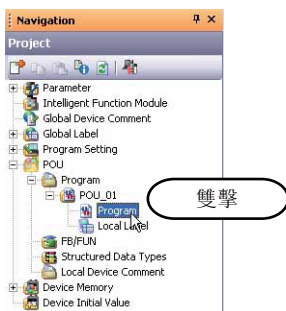 Navigation
Project
Parameter
Intelligent Function Module
Global Device Comment
Global Label
Program Setting
POU
Program
POU_01
Program
雙擊
Local Label
FB/FUN
Structured Data Types
Local Device Comment
Device Memory
Device Initial Value